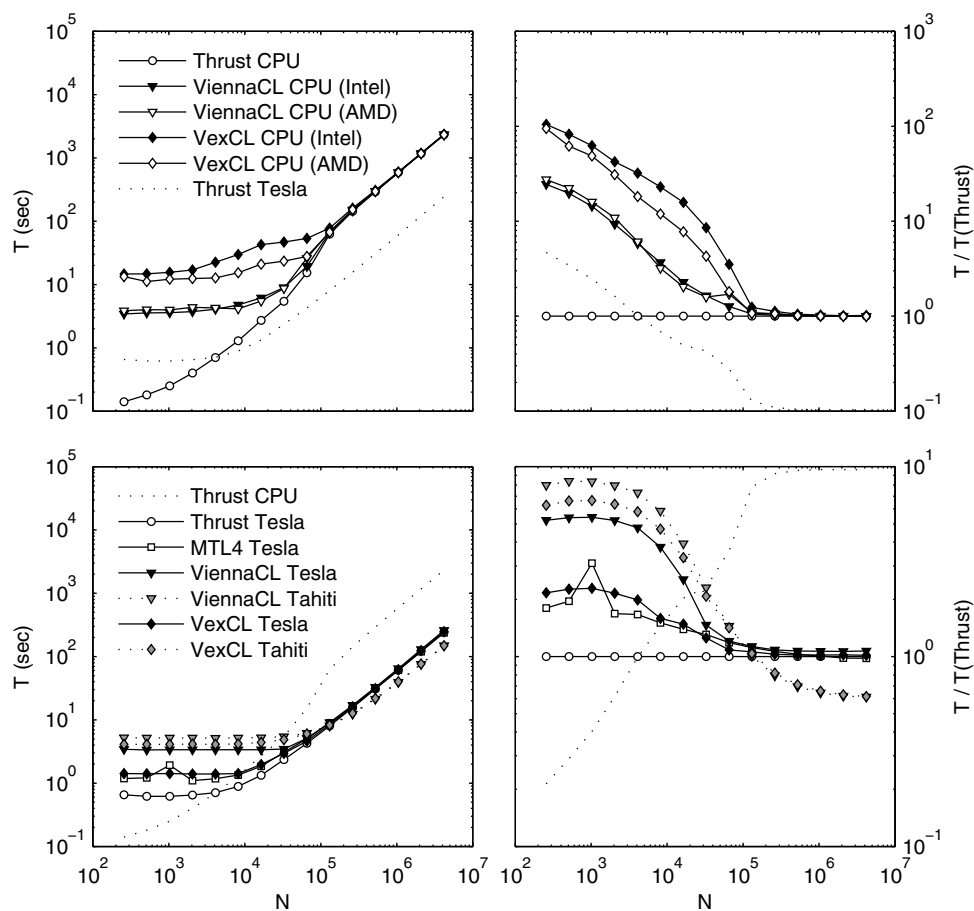 10^5
10^4
10^3
10^2
10^1
10^0
10^-1
T (sec)
Thrust CPU
ViennaCL CPU (Intel)
ViennaCL CPU (AMD)
VexCL CPU (Intel)
VexCL CPU (AMD)
Thrust Tesla
10^3
10^2
10^1
10^0
10^-1
T / T(Thrust)
10^5
10^4
10^3
10^2
10^1
10^0
10^-1
T (sec)
Thrust CPU
Thrust Tesla
MTL4 Tesla
ViennaCL Tesla
ViennaCL Tahiti
VexCL Tesla
VexCL Tahiti
10^2 10^3 10^4 10^5 10^6 10^7
N
10^1
10^0
10^-1
T / T(Thrust)
10^2 10^3 10^4 10^5 10^6 10^7
N